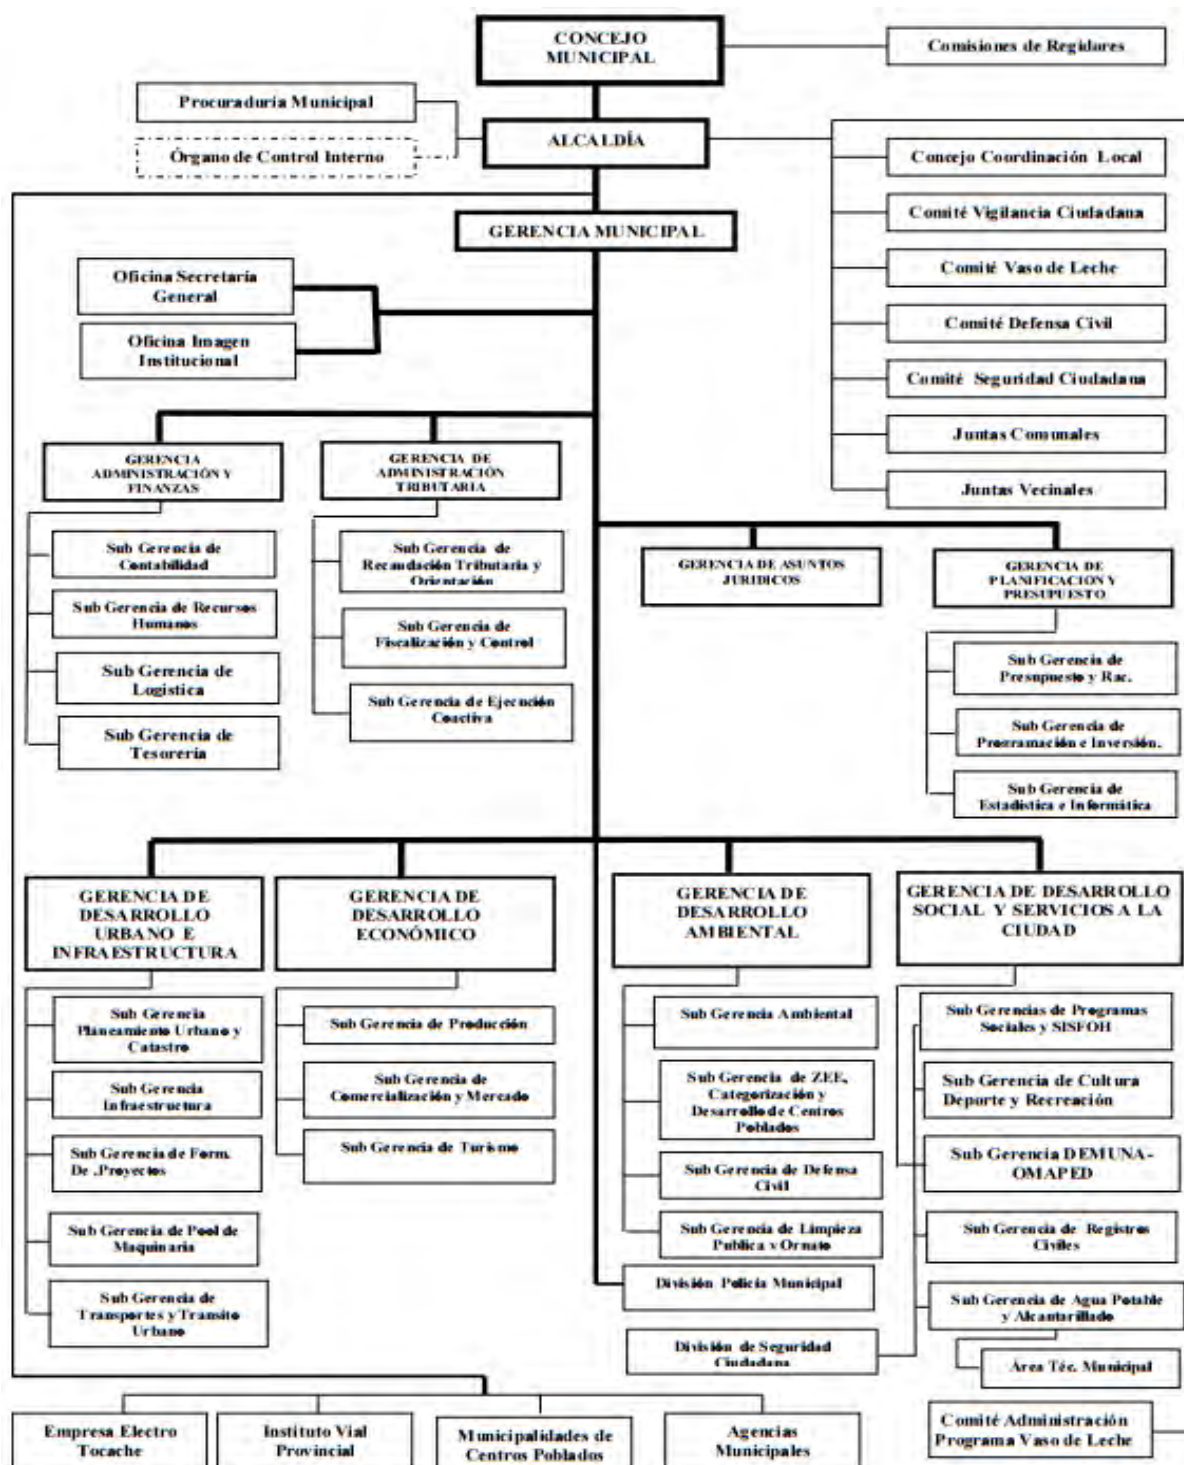 CONCEJO
MUNICIPAL
Comisiones de Regidores
Procuraduría Municipal
ALCALDÍA
Órgano de Control Interno
Concejo Coordinación Local
Comité Vigilancia Ciudadana
GERENCIA MUNICIPAL
Comité Vaso de Leche
Oficina Secretaría
General
Comité Defensa Civil
Oficina Imagen
Institucional
Comité Seguridad Ciudadana
Juntas Comunales
Juntas Vecinales
GERENCIA
ADMINISTRACIÓN Y
FINANZAS
GERENCIA DE
ADMINISTRACIÓN
TRIBUTARIA
Sub Gerencia de
Contabilidad
Sub Gerencia de Recursos
Humanos
Sub Gerencia de
Logistica
Sub Gerencia de
Tesorería
Sub Gerencia de
Recaudación Tributaria y
Orientación
Sub Gerencia de
Fiscalización y Control
Sub Gerencia de Ejecución
Coactiva
GERENCIA DE ASUNTOS
JURIDICOS
GERENCIA DE
PLANIFICACION Y
PRESUPUESTO
Sub Gerencia de
Presupuesto y Rac.
Sub Gerencia de
Programación e Inversión.
Sub Gerencia de
Estadística e Informática
GERENCIA DE
DESARROLLO
URBANO E
INFRAESTRUCTURA
GERENCIA DE
DESARROLLO
ECONÓMICO
GERENCIA DE
DESARROLLO
AMBIENTAL
GERENCIA DE DESARROLLO
SOCIAL Y SERVICIOS A LA
CIUDAD
Sub Gerencia
Planeamiento Urbano y
Catastro
Sub Gerencia
Infraestructura
Sub Gerencia de Form.
De .Proyectos
Sub Gerencia de Pool de
Maquinaria
Sub Gerencia de
Transportes y Transito
Urbano
Sub Gerencia de Producción
Sub Gerencia de
Comercialización y Mercado
Sub Gerencia de Turismo
Sub Gerencia Ambiental
Sub Gerencia de ZEE,
Categorización y
Desarrollo de Centros
Poblados
Sub Gerencia de Defensa
Civil
Sub Gerencia de Limpieza
Publica y Ornato
División Policía Municipal
División de Seguridad
Ciudadana
Sub Gerencias de Programas
Sociales y SISFOH
Sub Gerencia de Cultura
Deporte y Recreación
Sub Gerencia DEMUNA-
OMAPED
Sub Gerencia de Registros
Civiles
Sub Gerencia de Agua Potable
y Alcantarillado
Área Téc. Municipal
Empresa Electro
Tocache
Instituto Vial
Provincial
Municipalidades de
Centros Poblados
Agencias
Municipales
Comité Administración
Programa Vaso de Leche